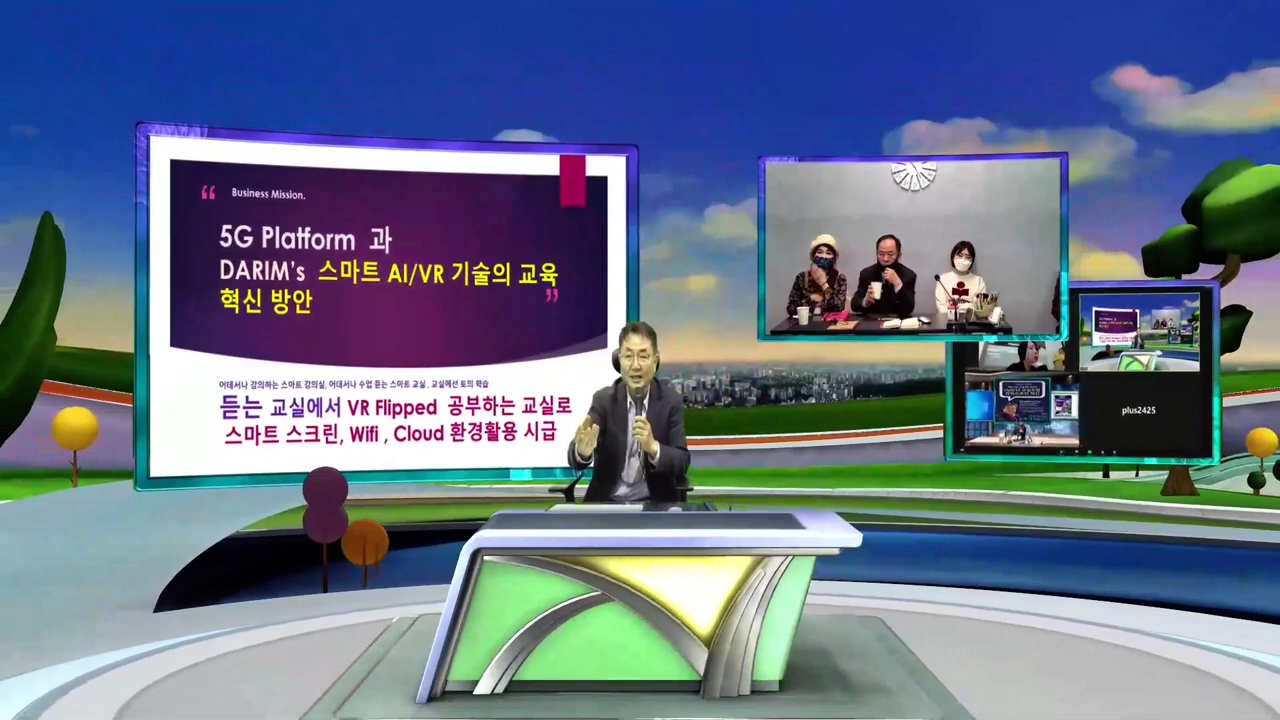 “ Business Mission.
5G Platform 과
DARIM’s 스마트 AI/VR 기술의 교육
혁신 방안 ”
어데서나 강의하는 스마트 강의실, 어데서나 수업 듣는 스마트 교실 , 교실에선 토의 학습
듣는 교실에서 VR Flipped 공부하는 교실로
스마트 스크린, Wifi , Cloud 환경활용 시급
plus2425